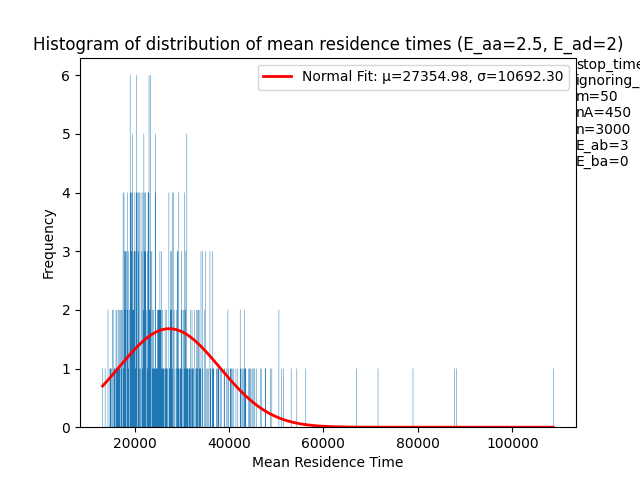 Histogram of distribution of mean residence times (E_aa=2.5, E_ad=2)
Normal Fit: μ=27354.98, σ=10692.30
stop_time
ignoring_
m=50
nA=450
n=3000
E_ab=3
E_ba=0
Frequency
6
5
4
3
2
1
0
20000
40000
60000
80000
100000
Mean Residence Time